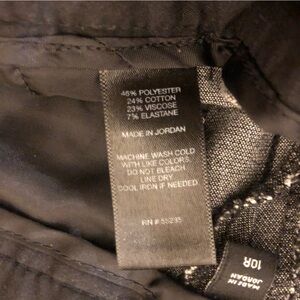 46% POLYESTER
24% COTTON
23% VISCOSE
7% ELASTANE
MADE IN JORDAN
MACHINE WASH COLD
WITH LIKE COLORS
DO NOT BLEACH
LINE DRY
COOL IRON IF NEEDED
RN # 55235
10R
MADE IN
JORDAN